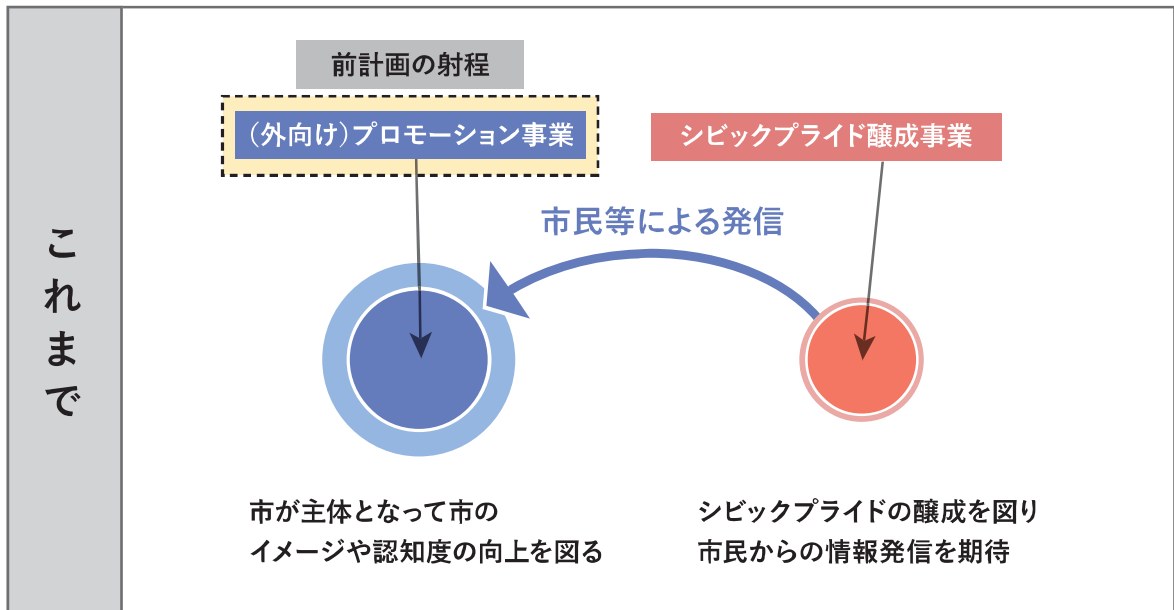 これまで
前計画の射程
（外向け）プロモーション事業
シビックプライド醸成事業
市民等による発信
市が主体となって市の
イメージや認知度の向上を図る
シビックプライドの醸成を図り
市民からの情報発信を期待